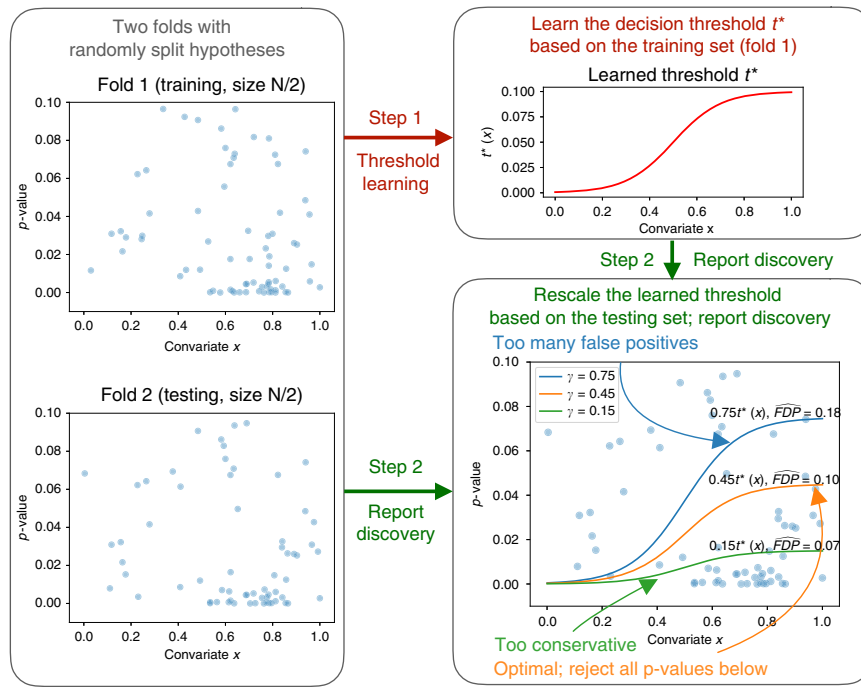 Two folds with
randomly split hypotheses
Fold 1 (training, size N/2)
0.10
0.08
0.06
0.04
0.02
0.00
p-value
0.0 0.2 0.4 0.6 0.8 1.0
Convariate x
Fold 2 (testing, size N/2)
0.10
0.08
0.06
0.04
0.02
0.00
p-value
0.0 0.2 0.4 0.6 0.8 1.0
Convariate x
Step 1
Threshold
learning
Step 2
Report
discovery
Learn the decision threshold t*
based on the training set (fold 1)
Learned threshold t*
0.100
0.075
0.050
0.025
0.000
t* (x)
0.0 0.2 0.4 0.6 0.8 1.0
Convariate x
Step 2 Report discovery
Rescale the learned threshold
based on the testing set; report discovery
Too many false positives
0.10
0.08
0.06
0.04
0.02
0.00
p-value
γ = 0.75
γ = 0.45
γ = 0.15
0.75t* (x), FDP = 0.18
0.45t* (x), FDP = 0.10
0.15t* (x), FDP = 0.07
0.0 0.2 0.4 0.6 0.8 1.0
Convariate x
Too conservative
Optimal; reject all p-values below